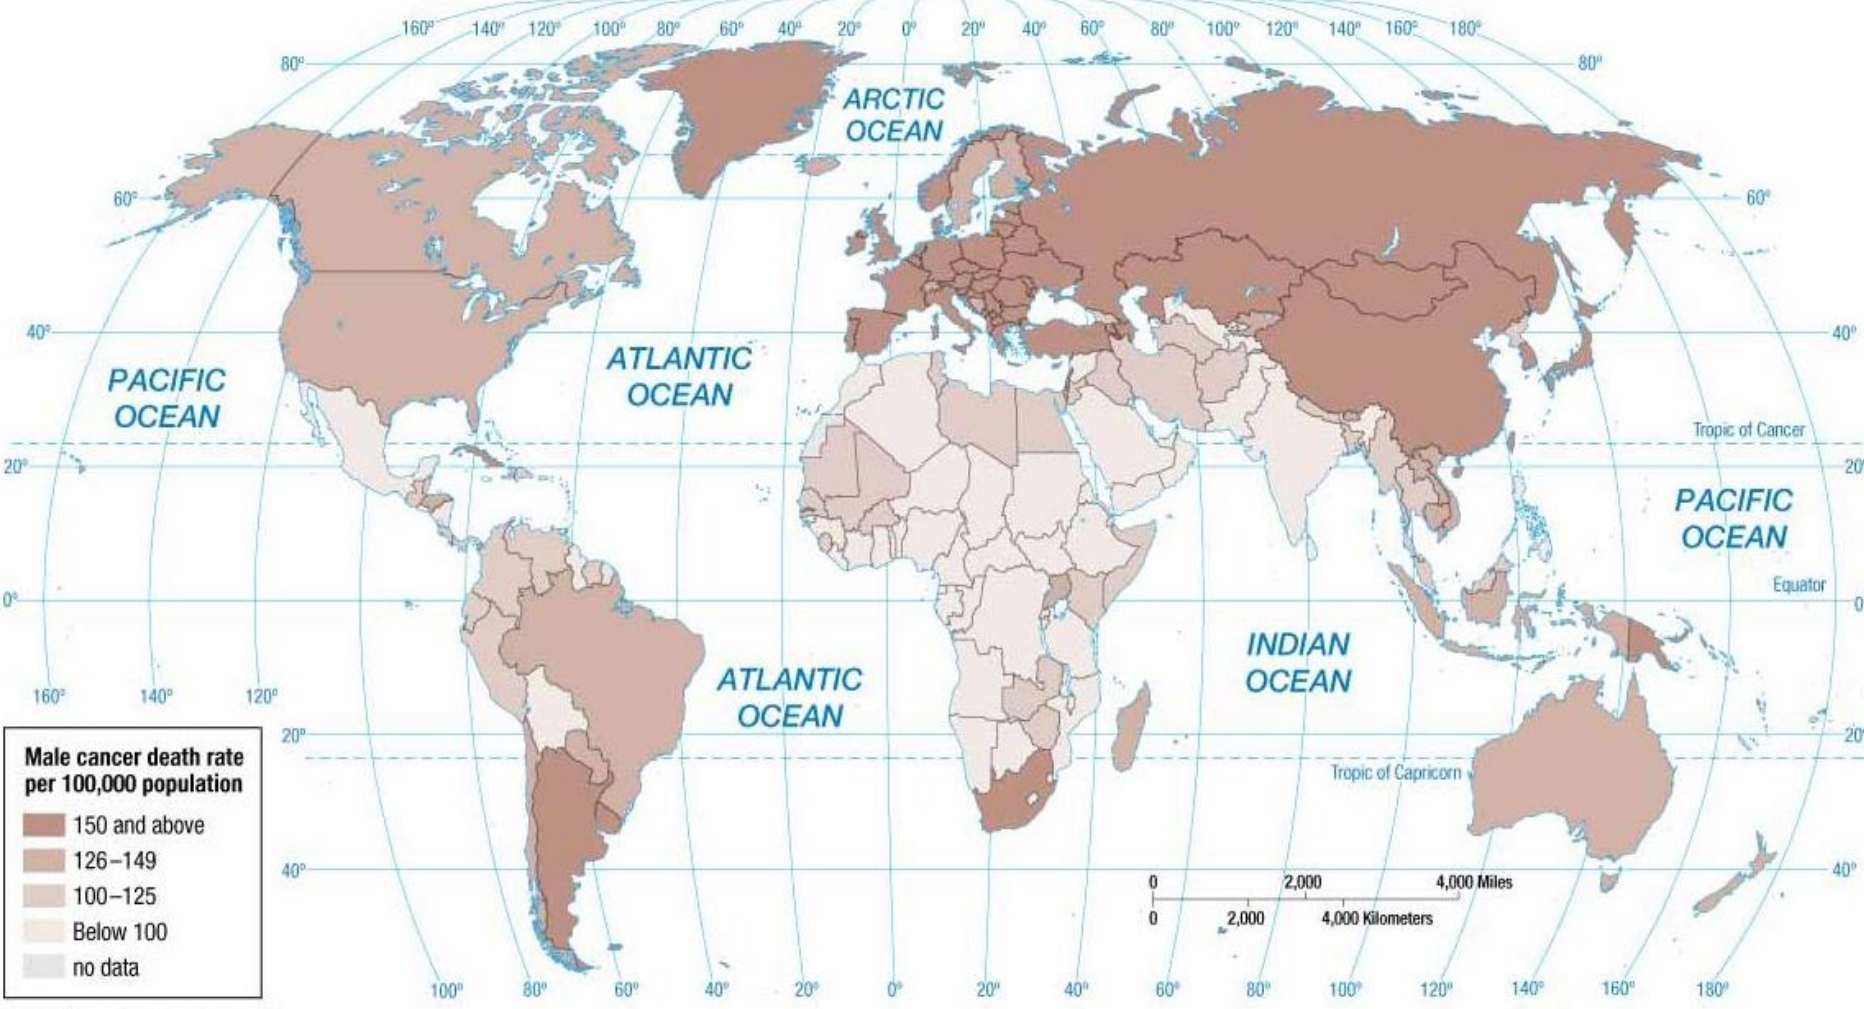 160° 140° 120° 100° 80° 60° 40° 20° 0° 20° 40° 60° 80° 100° 120° 140° 160° 180°
80° 80°
ARCTIC
OCEAN
60° 60°
40° 40°
PACIFIC
OCEAN
ATLANTIC
OCEAN
Tropic of Cancer
20° 20°
PACIFIC
OCEAN
Equator
0° 0
INDIAN
OCEAN
ATLANTIC
OCEAN
160° 140° 120°
20° 20°
Tropic of Capricorn
40° 40°
Male cancer death rate
per 100,000 population
150 and above
126–149
100–125
Below 100
no data
0 2,000 4,000 Miles
0 2,000 4,000 Kilometers
100° 80° 60° 40° 20° 0° 20° 40° 60° 80° 100° 120° 140° 160° 180°